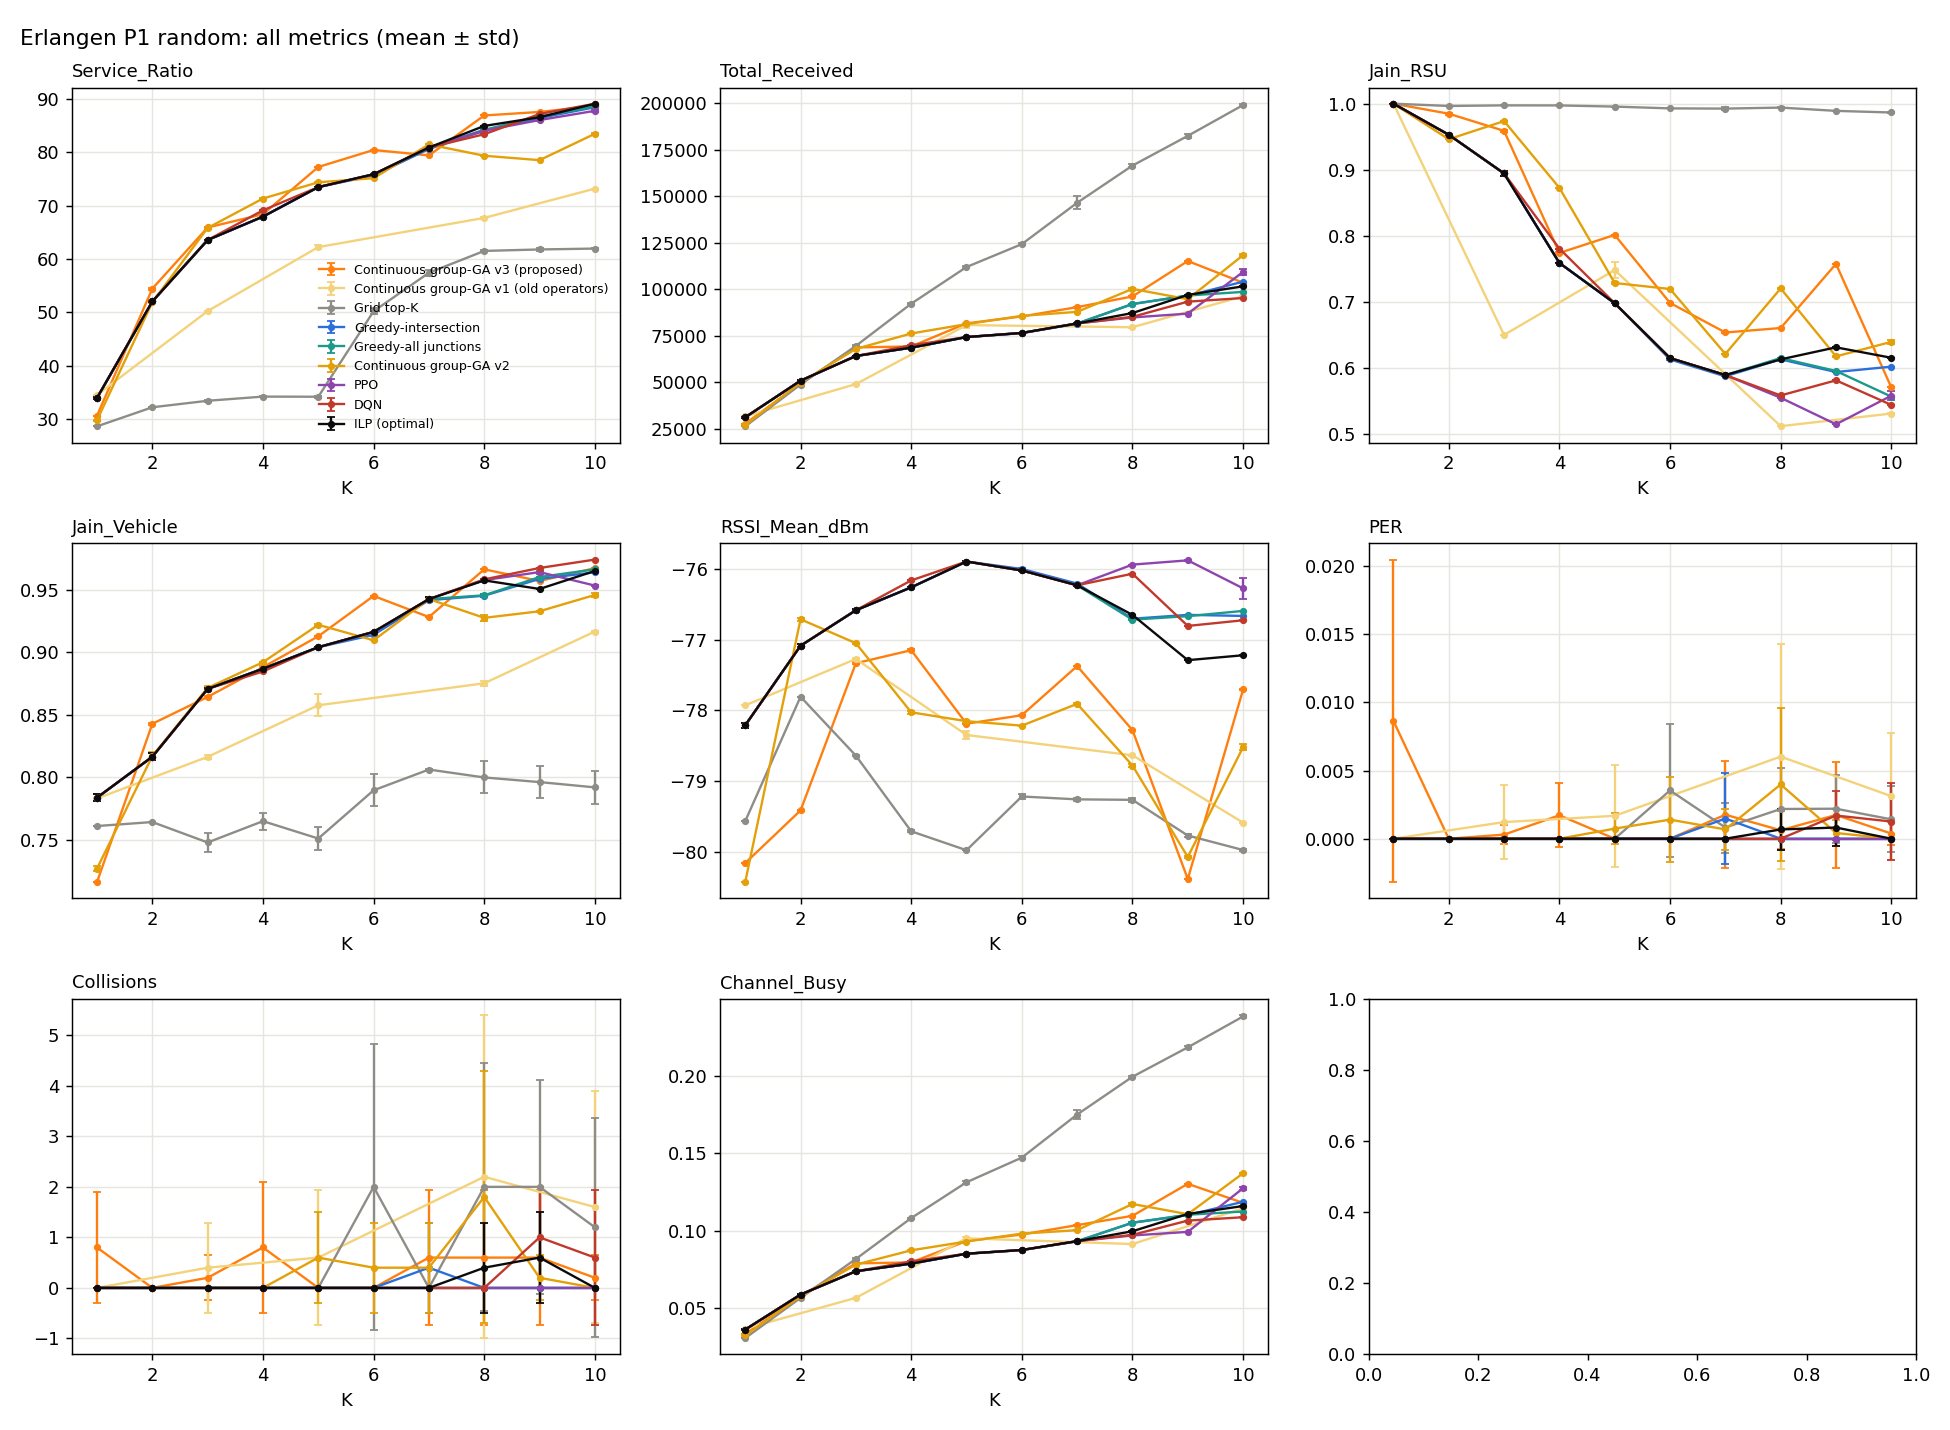 Erlangen P1 random: all metrics (mean ± std)
Service_Ratio
90
80
70
60
50
40
30
2 4 6 8 10
K
Continuous group-GA v3 (proposed)
Continuous group-GA v1 (old operators)
Grid top-K
Greedy-intersection
Greedy-all junctions
Continuous group-GA v2
PPO
DQN
ILP (optimal)
Total_Received
200000
175000
150000
125000
100000
75000
50000
25000
2 4 6 8 10
K
Jain_RSU
1.0
0.9
0.8
0.7
0.6
0.5
2 4 6 8 10
K
Jain_Vehicle
0.95
0.90
0.85
0.80
0.75
2 4 6 8 10
K
RSSI_Mean_dBm
−76
−77
−78
−79
−80
2 4 6 8 10
K
PER
0.020
0.015
0.010
0.005
0.000
2 4 6 8 10
K
Collisions
5
4
3
2
1
0
−1
2 4 6 8 10
K
Channel_Busy
0.20
0.15
0.10
0.05
2 4 6 8 10
K
1.0
0.8
0.6
0.4
0.2
0.0
0.0 0.2 0.4 0.6 0.8 1.0